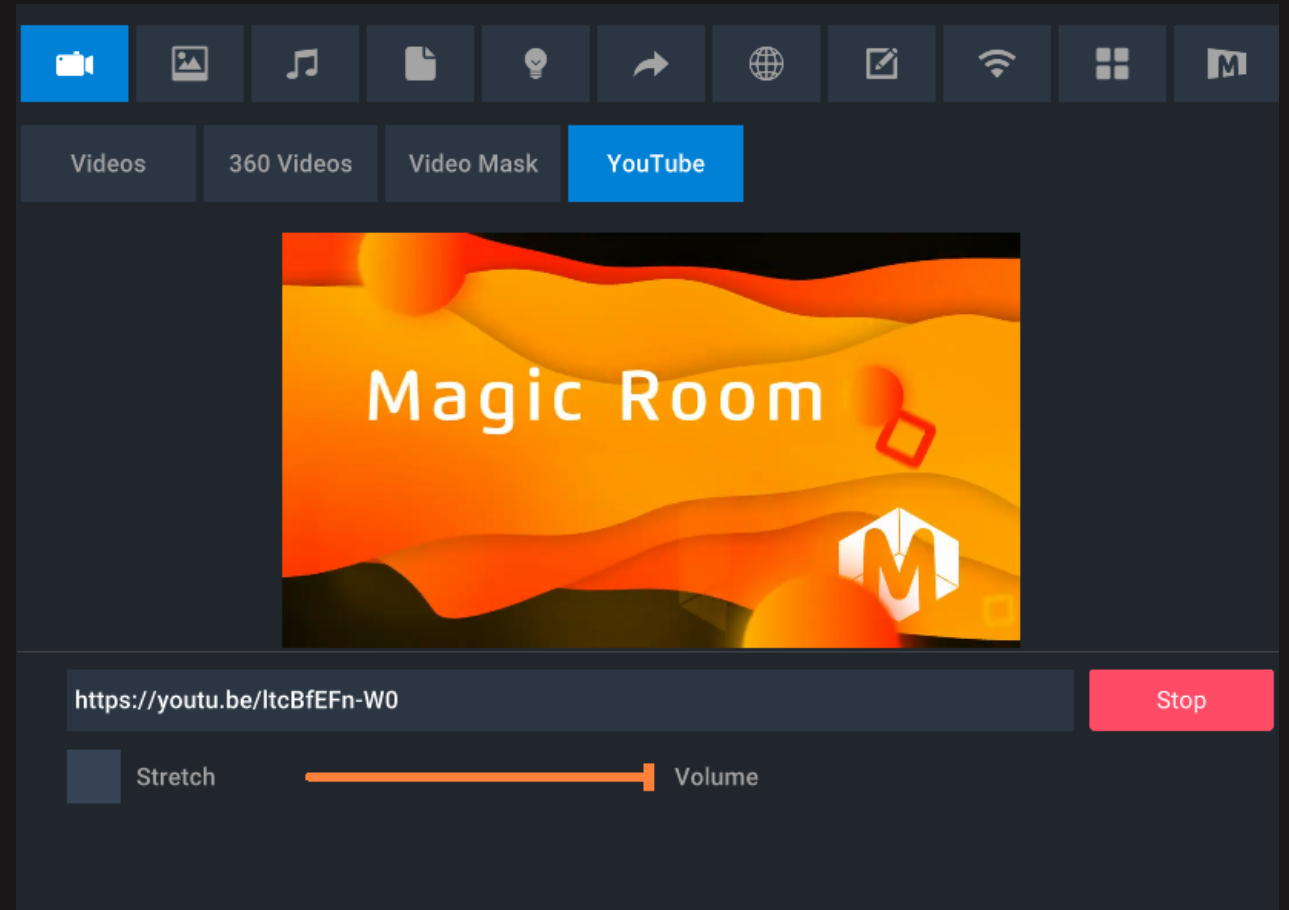 Videos
360 Videos
Video Mask
YouTube
Magic Room
M
https://youtu.be/ltcBfEFn-W0
Stop
Stretch
Volume